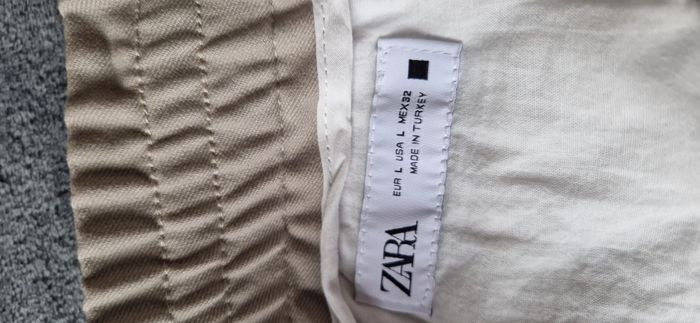 ZARA
EUR L USA L MEX32
MADE IN TURKEY